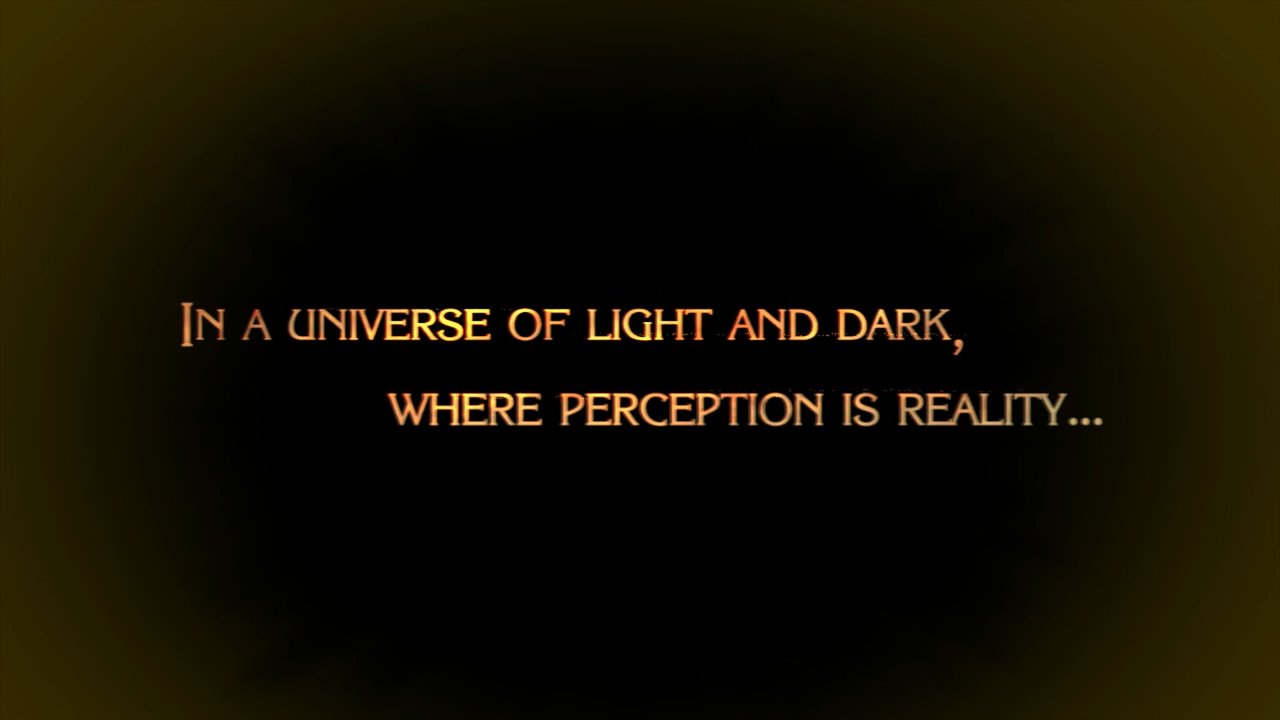 In a universe of light and dark,
where perception is reality...